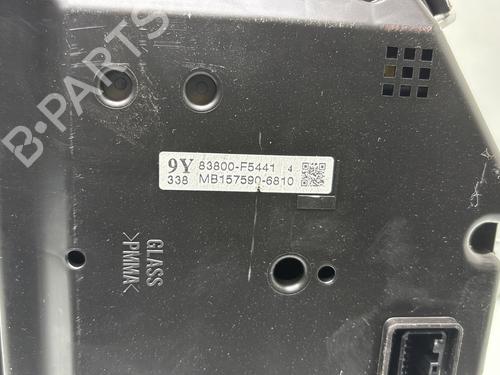 B-PARTS
9Y 83800-F5441 4
338 MB157590-6810
GLASS
>PMMA<